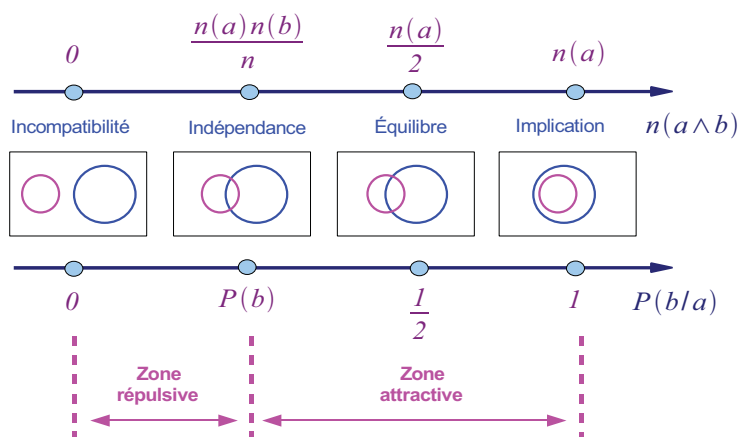 0
n(a)n(b)
n
n(a)
2
n(a)
Incompatibilité Indépendance Équilibre Implication n(a∧b)
0 P(b) 1 1 P(b/a)
2
Zone
répulsive
Zone
attractive